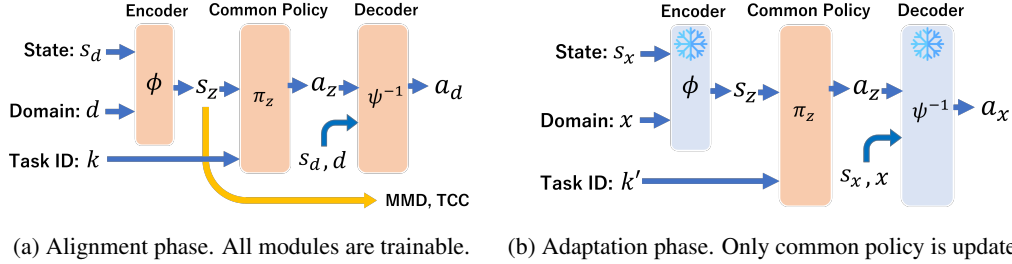 Encoder Common Policy Decoder
State: s_d
ϕ s_z π_z a_z ψ⁻¹ a_d
Domain: d
s_d, d
Task ID: k
MMD, TCC
(a) Alignment phase. All modules are trainable.
Encoder Common Policy Decoder
State: s_x
ϕ s_z π_z a_z ψ⁻¹ a_x
Domain: x
s_x, x
Task ID: k′
(b) Adaptation phase. Only common policy is update